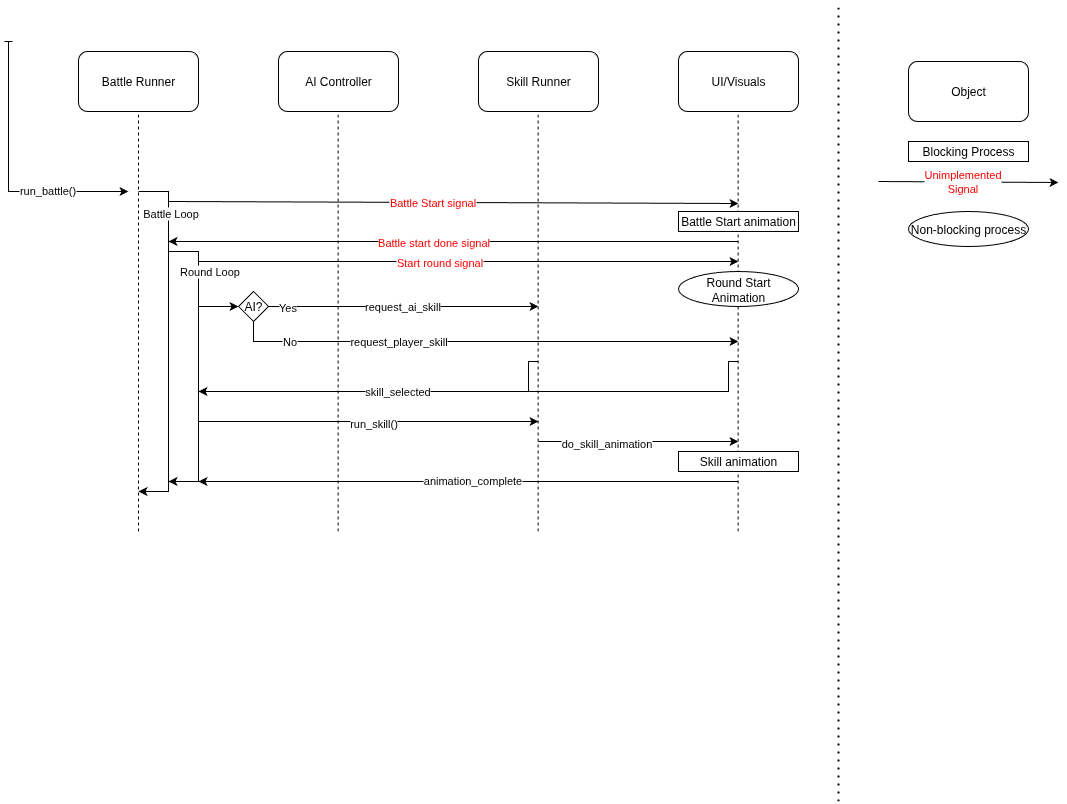 Battle Runner
AI Controller
Skill Runner
UI/Visuals
Object
Blocking Process
Unimplemented
Signal
Non-blocking process
run_battle()
Battle Start signal
Battle Loop
Battle Start animation
Battle start done signal
Start round signal
Round Loop
Round Start
Animation
AI?
Yes
request_ai_skill
No
request_player_skill
skill_selected
run_skill()
do_skill_animation
Skill animation
animation_complete